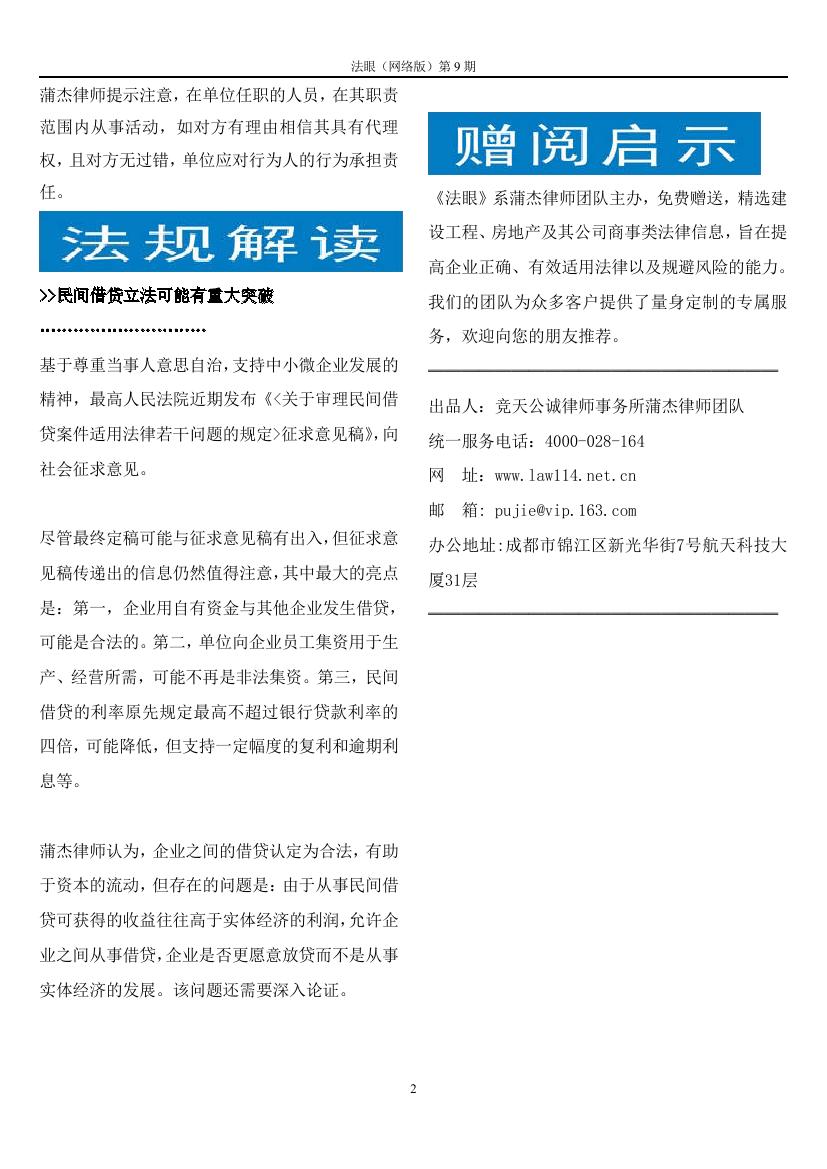 法眼（网络版）第 9 期
蒲杰律师提示注意，在单位任职的人员，在其职责
范围内从事活动，如对方有理由相信其具有代理
权，且对方无过错，单位应对行为人的行为承担责
任。
法规解读
>>民间借贷立法可能有重大突破
…………………………
基于尊重当事人意思自治，支持中小微企业发展的
精神，最高人民法院近期发布《<关于审理民间借
贷案件适用法律若干问题的规定>征求意见稿》，向
社会征求意见。
尽管最终定稿可能与征求意见稿有出入，但征求意
见稿传递出的信息仍然值得注意，其中最大的亮点
是：第一，企业用自有资金与其他企业发生借贷，
可能是合法的。第二，单位向企业员工集资用于生
产、经营所需，可能不再是非法集资。第三，民间
借贷的利率原先规定最高不超过银行贷款利率的
四倍，可能降低，但支持一定幅度的复利和逾期利
息等。
蒲杰律师认为，企业之间的借贷认定为合法，有助
于资本的流动，但存在的问题是：由于从事民间借
贷可获得的收益往往高于实体经济的利润，允许企
业之间从事借贷，企业是否更愿意放贷而不是从事
实体经济的发展。该问题还需要深入论证。
赠阅启示
《法眼》系蒲杰律师团队主办，免费赠送，精选建
设工程、房地产及其公司商事类法律信息，旨在提
高企业正确、有效适用法律以及规避风险的能力。
我们的团队为众多客户提供了量身定制的专属服
务，欢迎向您的朋友推荐。
出品人：竞天公诚律师事务所蒲杰律师团队
统一服务电话：4000-028-164
网　址：www.law114.net.cn
邮　箱: pujie@vip.163.com
办公地址:成都市锦江区新光华街7号航天科技大
厦31层
2